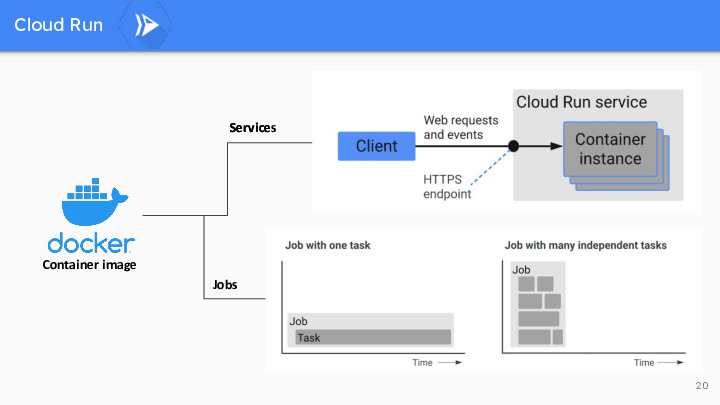 Cloud Run
Services
Cloud Run service
Web requests
and events
Client
Container
instance
HTTPS
endpoint
docker
Container image
Jobs
Job with one task
Job
Task
Time
Job with many independent tasks
Job
Time
20